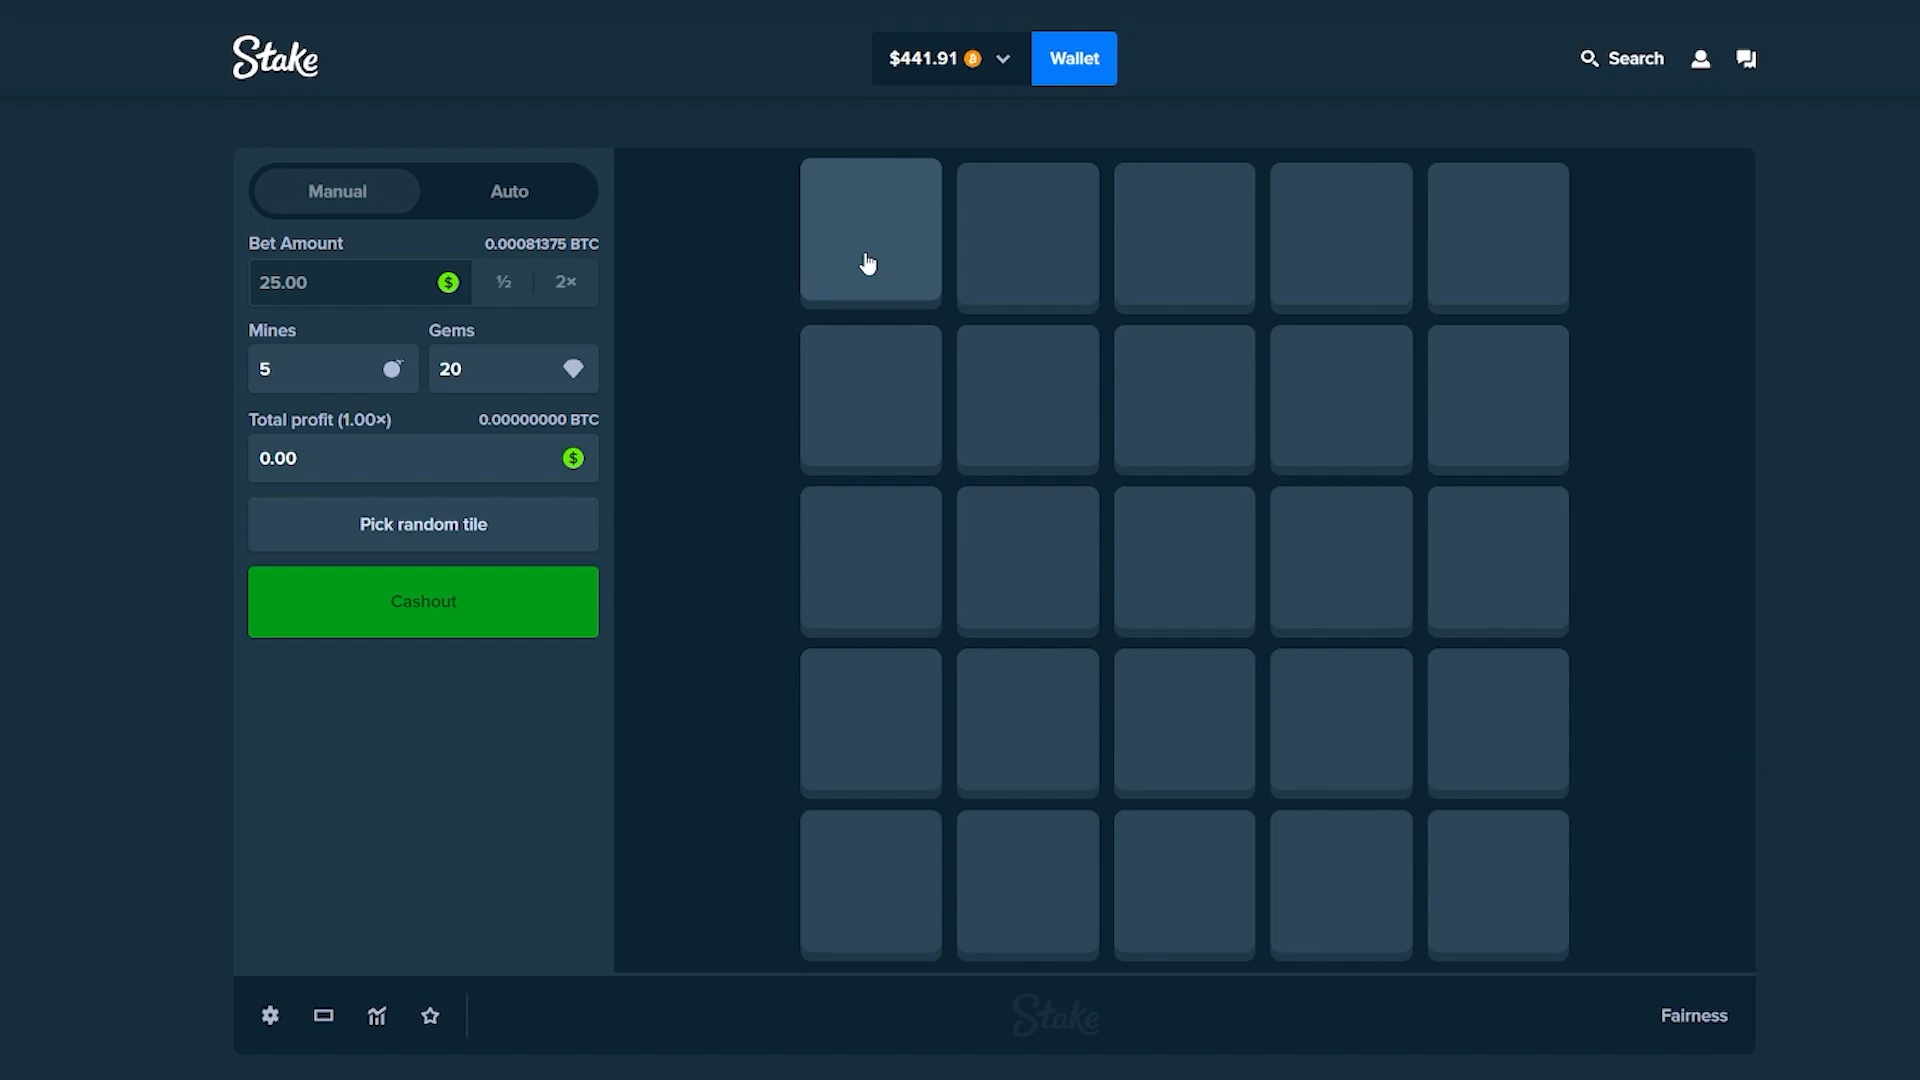 Stake
$441.91
Wallet
Search
Manual
Auto
Bet Amount
0.00081375 BTC
25.00
$
½
2×
Mines
Gems
5
20
Total profit (1.00×)
0.00000000 BTC
0.00
$
Pick random tile
Cashout
Stake
Fairness